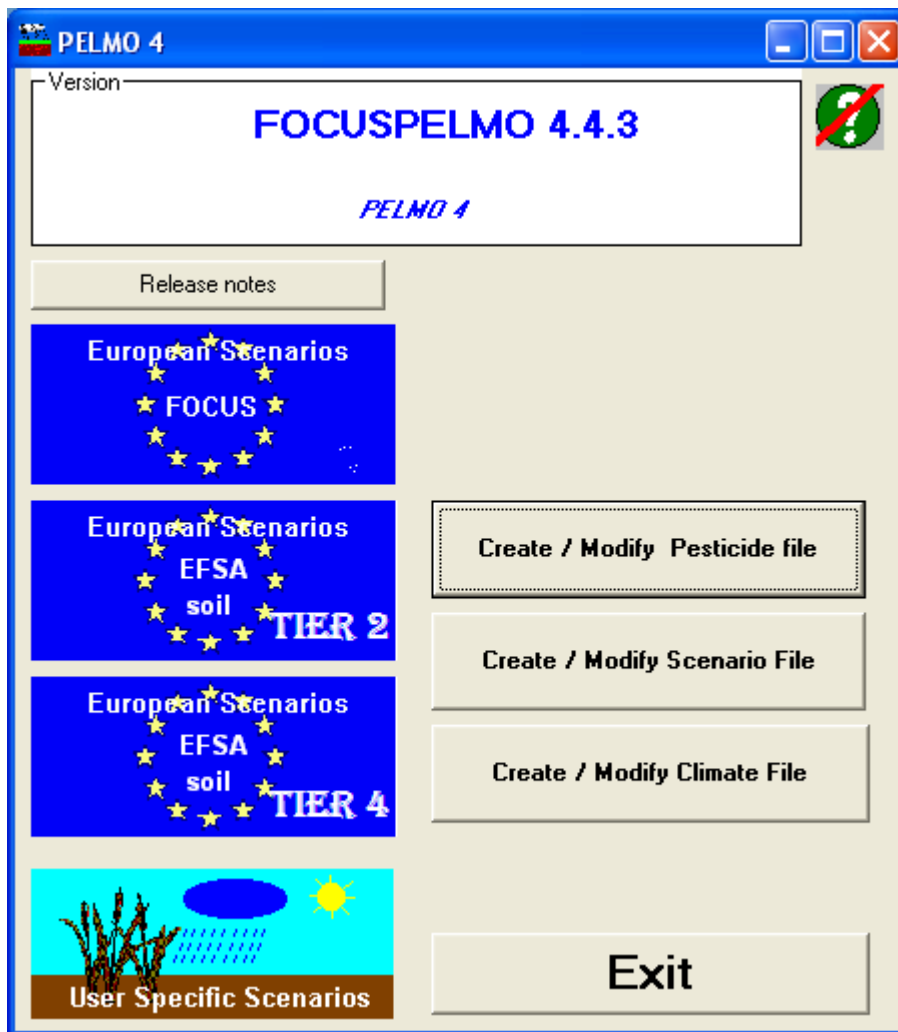 PELMO 4
Version
FOCUSPELMO 4.4.3
PELMO 4
Release notes
European Scenarios
FOCUS
European Scenarios
EFSA
soil
TIER 2
Create / Modify  Pesticide file
Create / Modify Scenario File
European Scenarios
EFSA
soil
TIER 4
Create / Modify Climate File
User Specific Scenarios
Exit